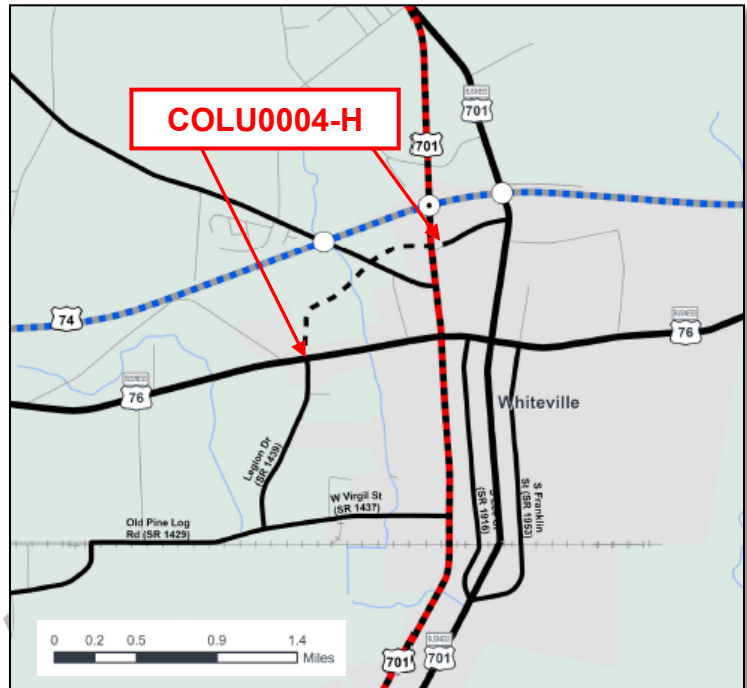 BUSINESS
701
COLU0004-H
701
74
BUSINESS
76
BUSINESS
76
Whiteville
Legion Dr
(SR 1439)
W Virgil St
(SR 1437)
Old Pine Log
Rd (SR 1429)
(SR 1916)
S Franklin
St (SR 1953)
0 0.2 0.5 0.9 1.4
Miles
701
BUSINESS
701